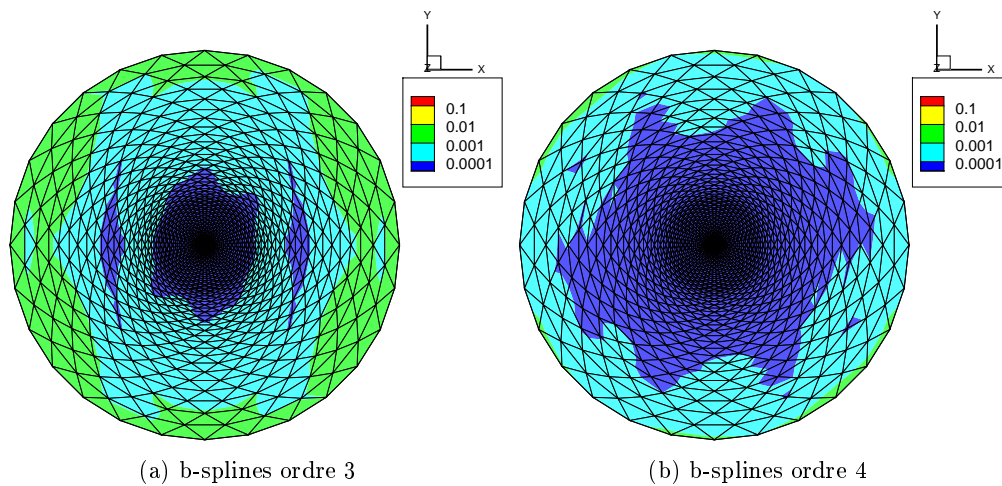 Y
Z X
0.1
0.01
0.001
0.0001
Y
Z X
0.1
0.01
0.001
0.0001
(a) b-splines ordre 3
(b) b-splines ordre 4